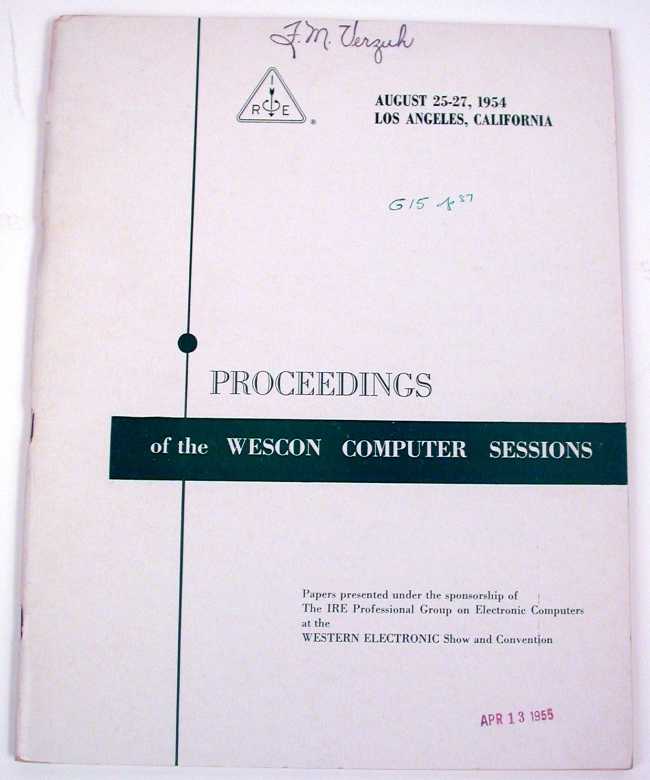 F. M. Verzuh
I
R E
®
AUGUST 25-27, 1954
LOS ANGELES, CALIFORNIA
G15
37
PROCEEDINGS
of the WESCON COMPUTER SESSIONS
Papers presented under the sponsorship of
The IRE Professional Group on Electronic Computers
at the
WESTERN ELECTRONIC Show and Convention
APR 13 1955